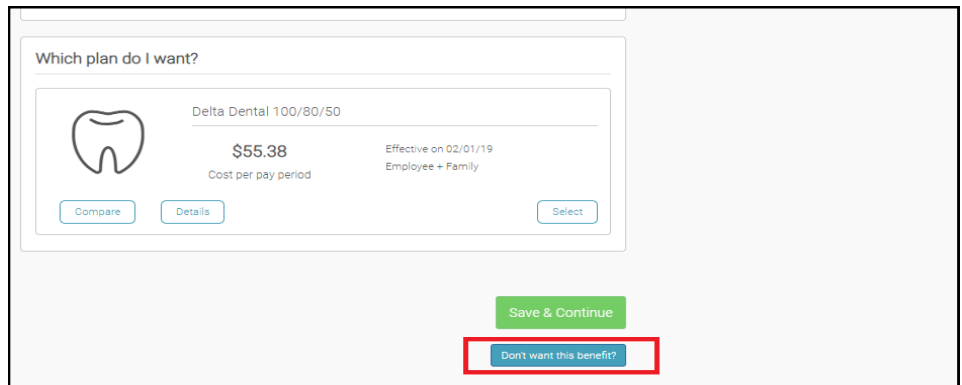 Which plan do I want?
Delta Dental 100/80/50
$55.38
Cost per pay period
Effective on 02/01/19
Employee + Family
Compare
Details
Select
Save & Continue
Don't want this benefit?